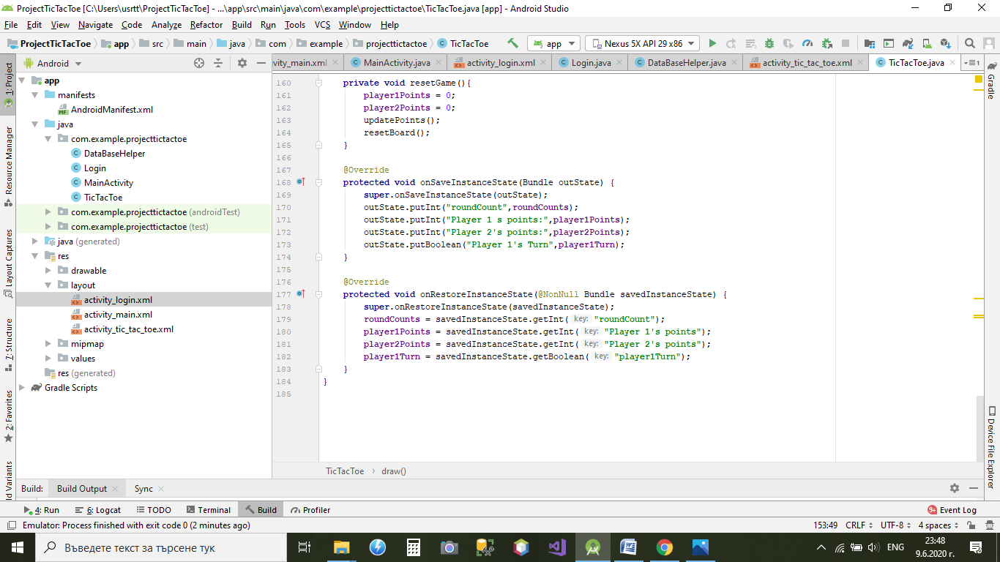 ProjectTicTacToe [C:\Users\usrtt\ProjectTicTacToe] - ...\app\src\main\java\com\example\projecttictactoe\TicTacToe.java [app] - Android Studio
File Edit View Navigate Code Analyze Refactor Build Run Tools VCS Window Help
ProjectTicTacToe app src main java com example projecttictactoe TicTacToe app Nexus 5X API 29 x86
Android
vity_main.xml MainActivity.java activity_login.xml Login.java DataBaseHelper.java activity_tic_tac_toe.xml TicTacToe.java
1: Project
Resource Manager
Layout Captures
7: Structure
2: Favorites
ld Variants
app
manifests
AndroidManifest.xml
java
com.example.projecttictactoe
DataBaseHelper
Login
MainActivity
TicTacToe
com.example.projecttictactoe (androidTest)
com.example.projecttictactoe (test)
java (generated)
res
drawable
layout
activity_login.xml
activity_main.xml
activity_tic_tac_toe.xml
mipmap
values
res (generated)
Gradle Scripts
160 private void resetGame(){
161 player1Points = 0;
162 player2Points = 0;
163 updatePoints();
164 resetBoard();
165 }
166
167 @Override
168 protected void onSaveInstanceState(Bundle outState) {
169 super.onSaveInstanceState(outState);
170 outState.putInt("roundCount",roundCounts);
171 outState.putInt("Player 1 s points:",player1Points);
172 outState.putInt("Player 2's points:",player2Points);
173 outState.putBoolean("Player 1's Turn",player1Turn);
174 }
175
176 @Override
177 protected void onRestoreInstanceState(@NonNull Bundle savedInstanceState) {
178 super.onRestoreInstanceState(savedInstanceState);
179 roundCounts = savedInstanceState.getInt( key: "roundCount");
180 player1Points = savedInstanceState.getInt( key: "Player 1's points");
181 player2Points = savedInstanceState.getInt( key: "Player 2's points");
182 player1Turn = savedInstanceState.getBoolean( key: "player1Turn");
183 }
184 }
185
Gradle
Device File Explorer
TicTacToe draw()
Build: Build Output Sync
4: Run 6: Logcat TODO Terminal Build Profiler 9+ Event Log
Emulator: Process finished with exit code 0 (2 minutes ago) 153:49 CRLF UTF-8 4 spaces
Въведете текст за търсене тук
ENG
23:48
9.6.2020 г.